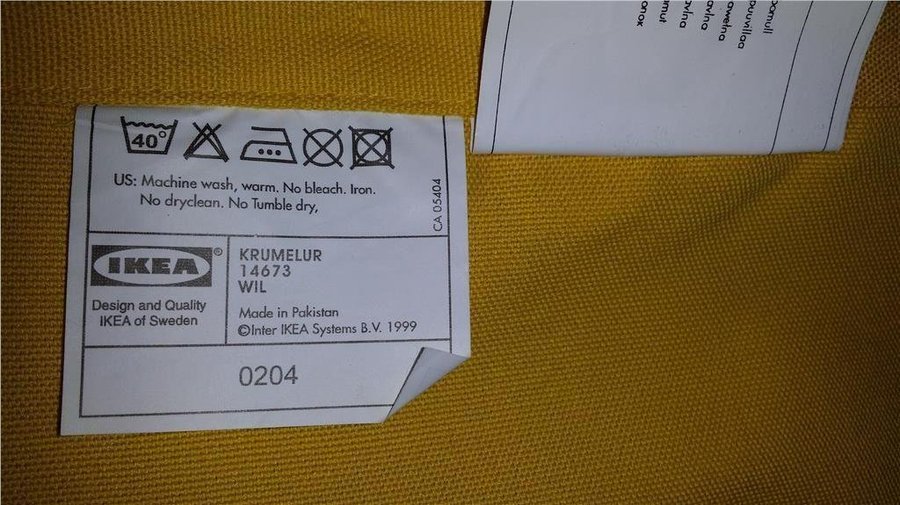 40°
US: Machine wash, warm. No bleach. Iron.
No dryclean. No Tumble dry,
CA 05404
IKEA®
Design and Quality
IKEA of Sweden
KRUMELUR
14673
WIL
Made in Pakistan
©Inter IKEA Systems B.V. 1999
0204
puuvillaa